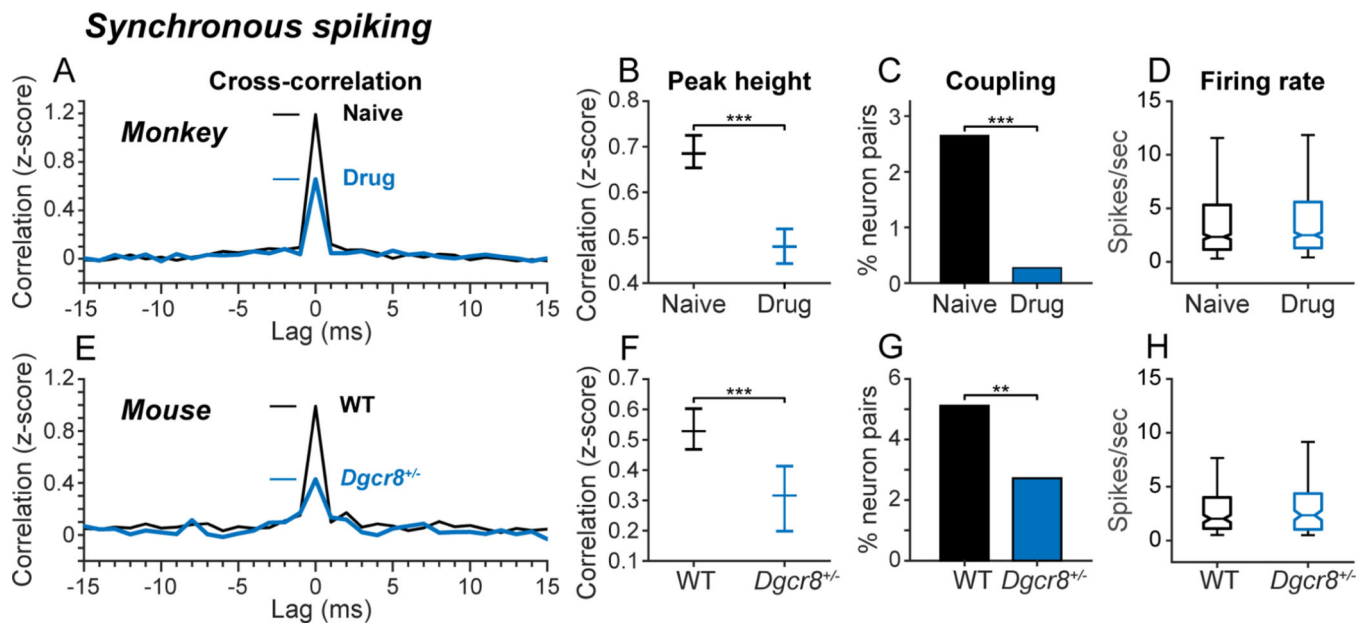 Synchronous spiking
A
Cross-correlation
Correlation (z-score)
1.2
0.8
0.4
0
Monkey
Naive
Drug
-15 -10 -5 0 5 10 15
Lag (ms)
B
Peak height
Correlation (z-score)
0.8
0.7
0.6
0.5
0.4
***
Naive Drug
C
Coupling
% neuron pairs
3
2
1
0
***
Naive Drug
D
Firing rate
Spikes/sec
15
10
5
0
Naive Drug
E
Correlation (z-score)
1.2
0.8
0.4
0
Mouse
WT
Dgcr8+/-
-15 -10 -5 0 5 10 15
Lag (ms)
F
Correlation (z-score)
0.7
0.6
0.5
0.4
0.3
0.2
0.1
***
WT Dgcr8+/-
G
% neuron pairs
6
4
2
0
**
WT Dgcr8+/-
H
Spikes/sec
15
10
5
0
WT Dgcr8+/-